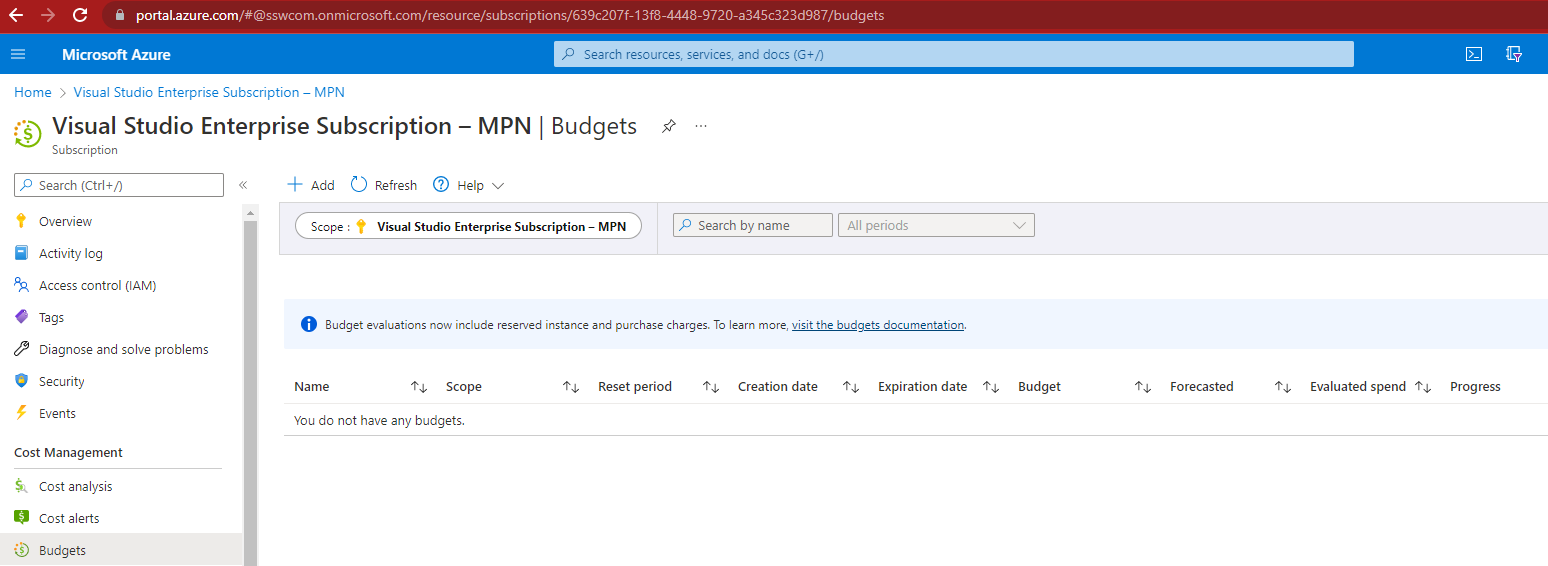 portal.azure.com/#@sswcom.onmicrosoft.com/resource/subscriptions/639c207f-13f8-4448-9720-a345c323d987/budgets
Microsoft Azure
Search resources, services, and docs (G+/)
Home > Visual Studio Enterprise Subscription – MPN
Visual Studio Enterprise Subscription – MPN | Budgets
Subscription
Search (Ctrl+/)
«
Add
Refresh
Help
Overview
Activity log
Access control (IAM)
Tags
Diagnose and solve problems
Security
Events
Cost Management
Cost analysis
Cost alerts
Budgets
Scope : Visual Studio Enterprise Subscription – MPN
Search by name
All periods
Budget evaluations now include reserved instance and purchase charges. To learn more, visit the budgets documentation.
Name Scope Reset period Creation date Expiration date Budget Forecasted Evaluated spend Progress
You do not have any budgets.